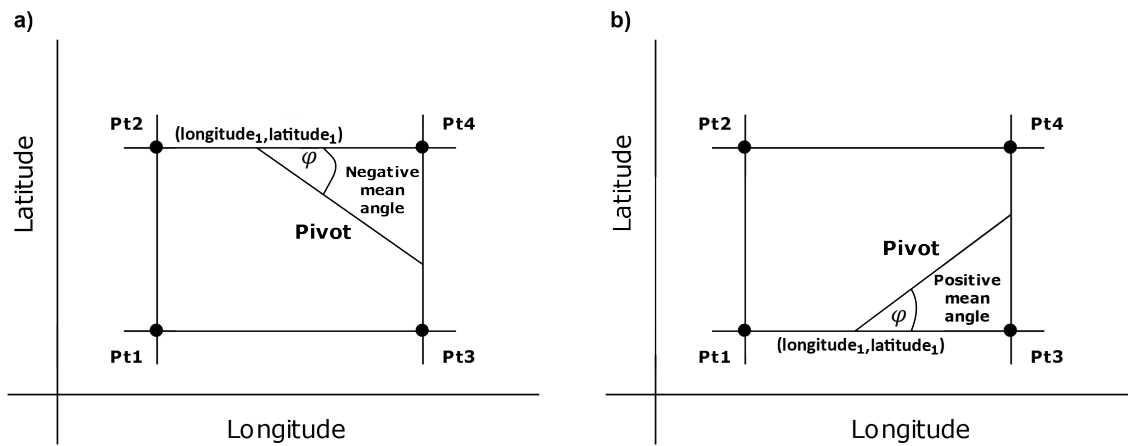 a)
Latitude
Pt2
(longitude₁,latitude₁)
Pt4
φ
Negative
mean
angle
Pivot
Pt1
Pt3
Longitude
b)
Latitude
Pt2
Pt4
Pivot
Positive
mean
angle
φ
Pt1
(longitude₁,latitude₁)
Pt3
Longitude